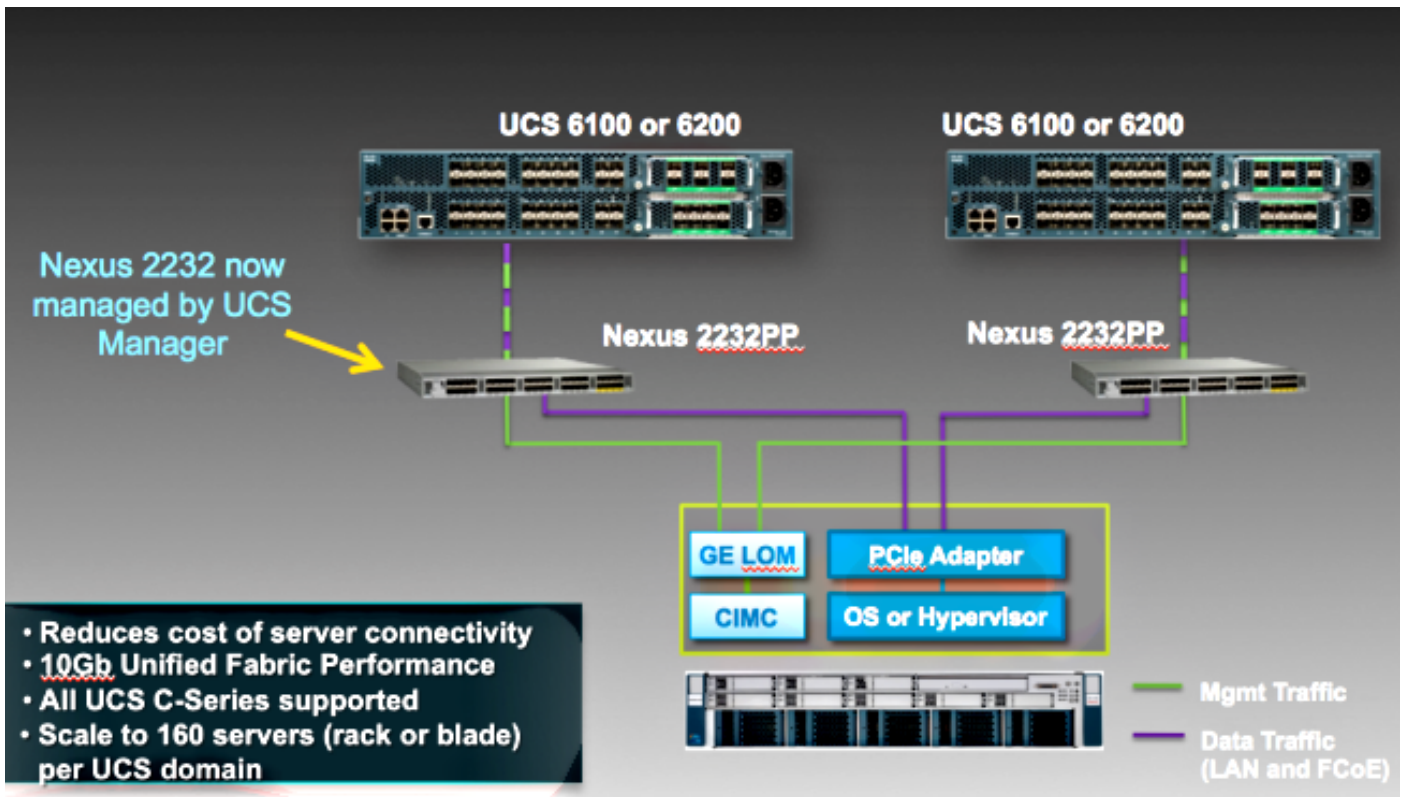 UCS 6100 or 6200
UCS 6100 or 6200
Nexus 2232 now
managed by UCS
Manager
Nexus 2232PP
Nexus 2232PP
GE LOM
PCIe Adapter
CIMC
OS or Hypervisor
• Reduces cost of server connectivity
• 10Gb Unified Fabric Performance
• All UCS C-Series supported
• Scale to 160 servers (rack or blade)
per UCS domain
Mgmt Traffic
Data Traffic
(LAN and FCoE)